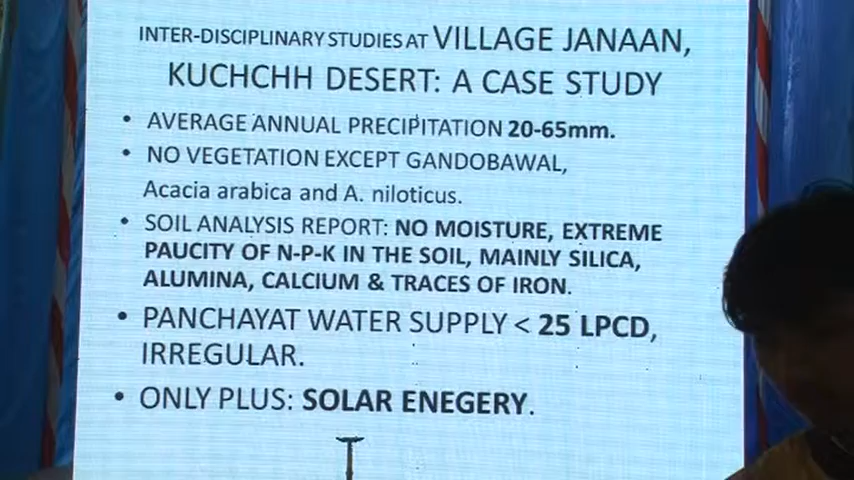 INTER-DISCIPLINARY STUDIES AT VILLAGE JANAAN,
KUCHCHH DESERT: A CASE STUDY
• AVERAGE ANNUAL PRECIPITATION 20-65mm.
• NO VEGETATION EXCEPT GANDOBAWAL,
Acacia arabica and A. niloticus.
• SOIL ANALYSIS REPORT: NO MOISTURE, EXTREME
PAUCITY OF N-P-K IN THE SOIL, MAINLY SILICA,
ALUMINA, CALCIUM & TRACES OF IRON.
• PANCHAYAT WATER SUPPLY < 25 LPCD,
IRREGULAR.
• ONLY PLUS: SOLAR ENEGERY.